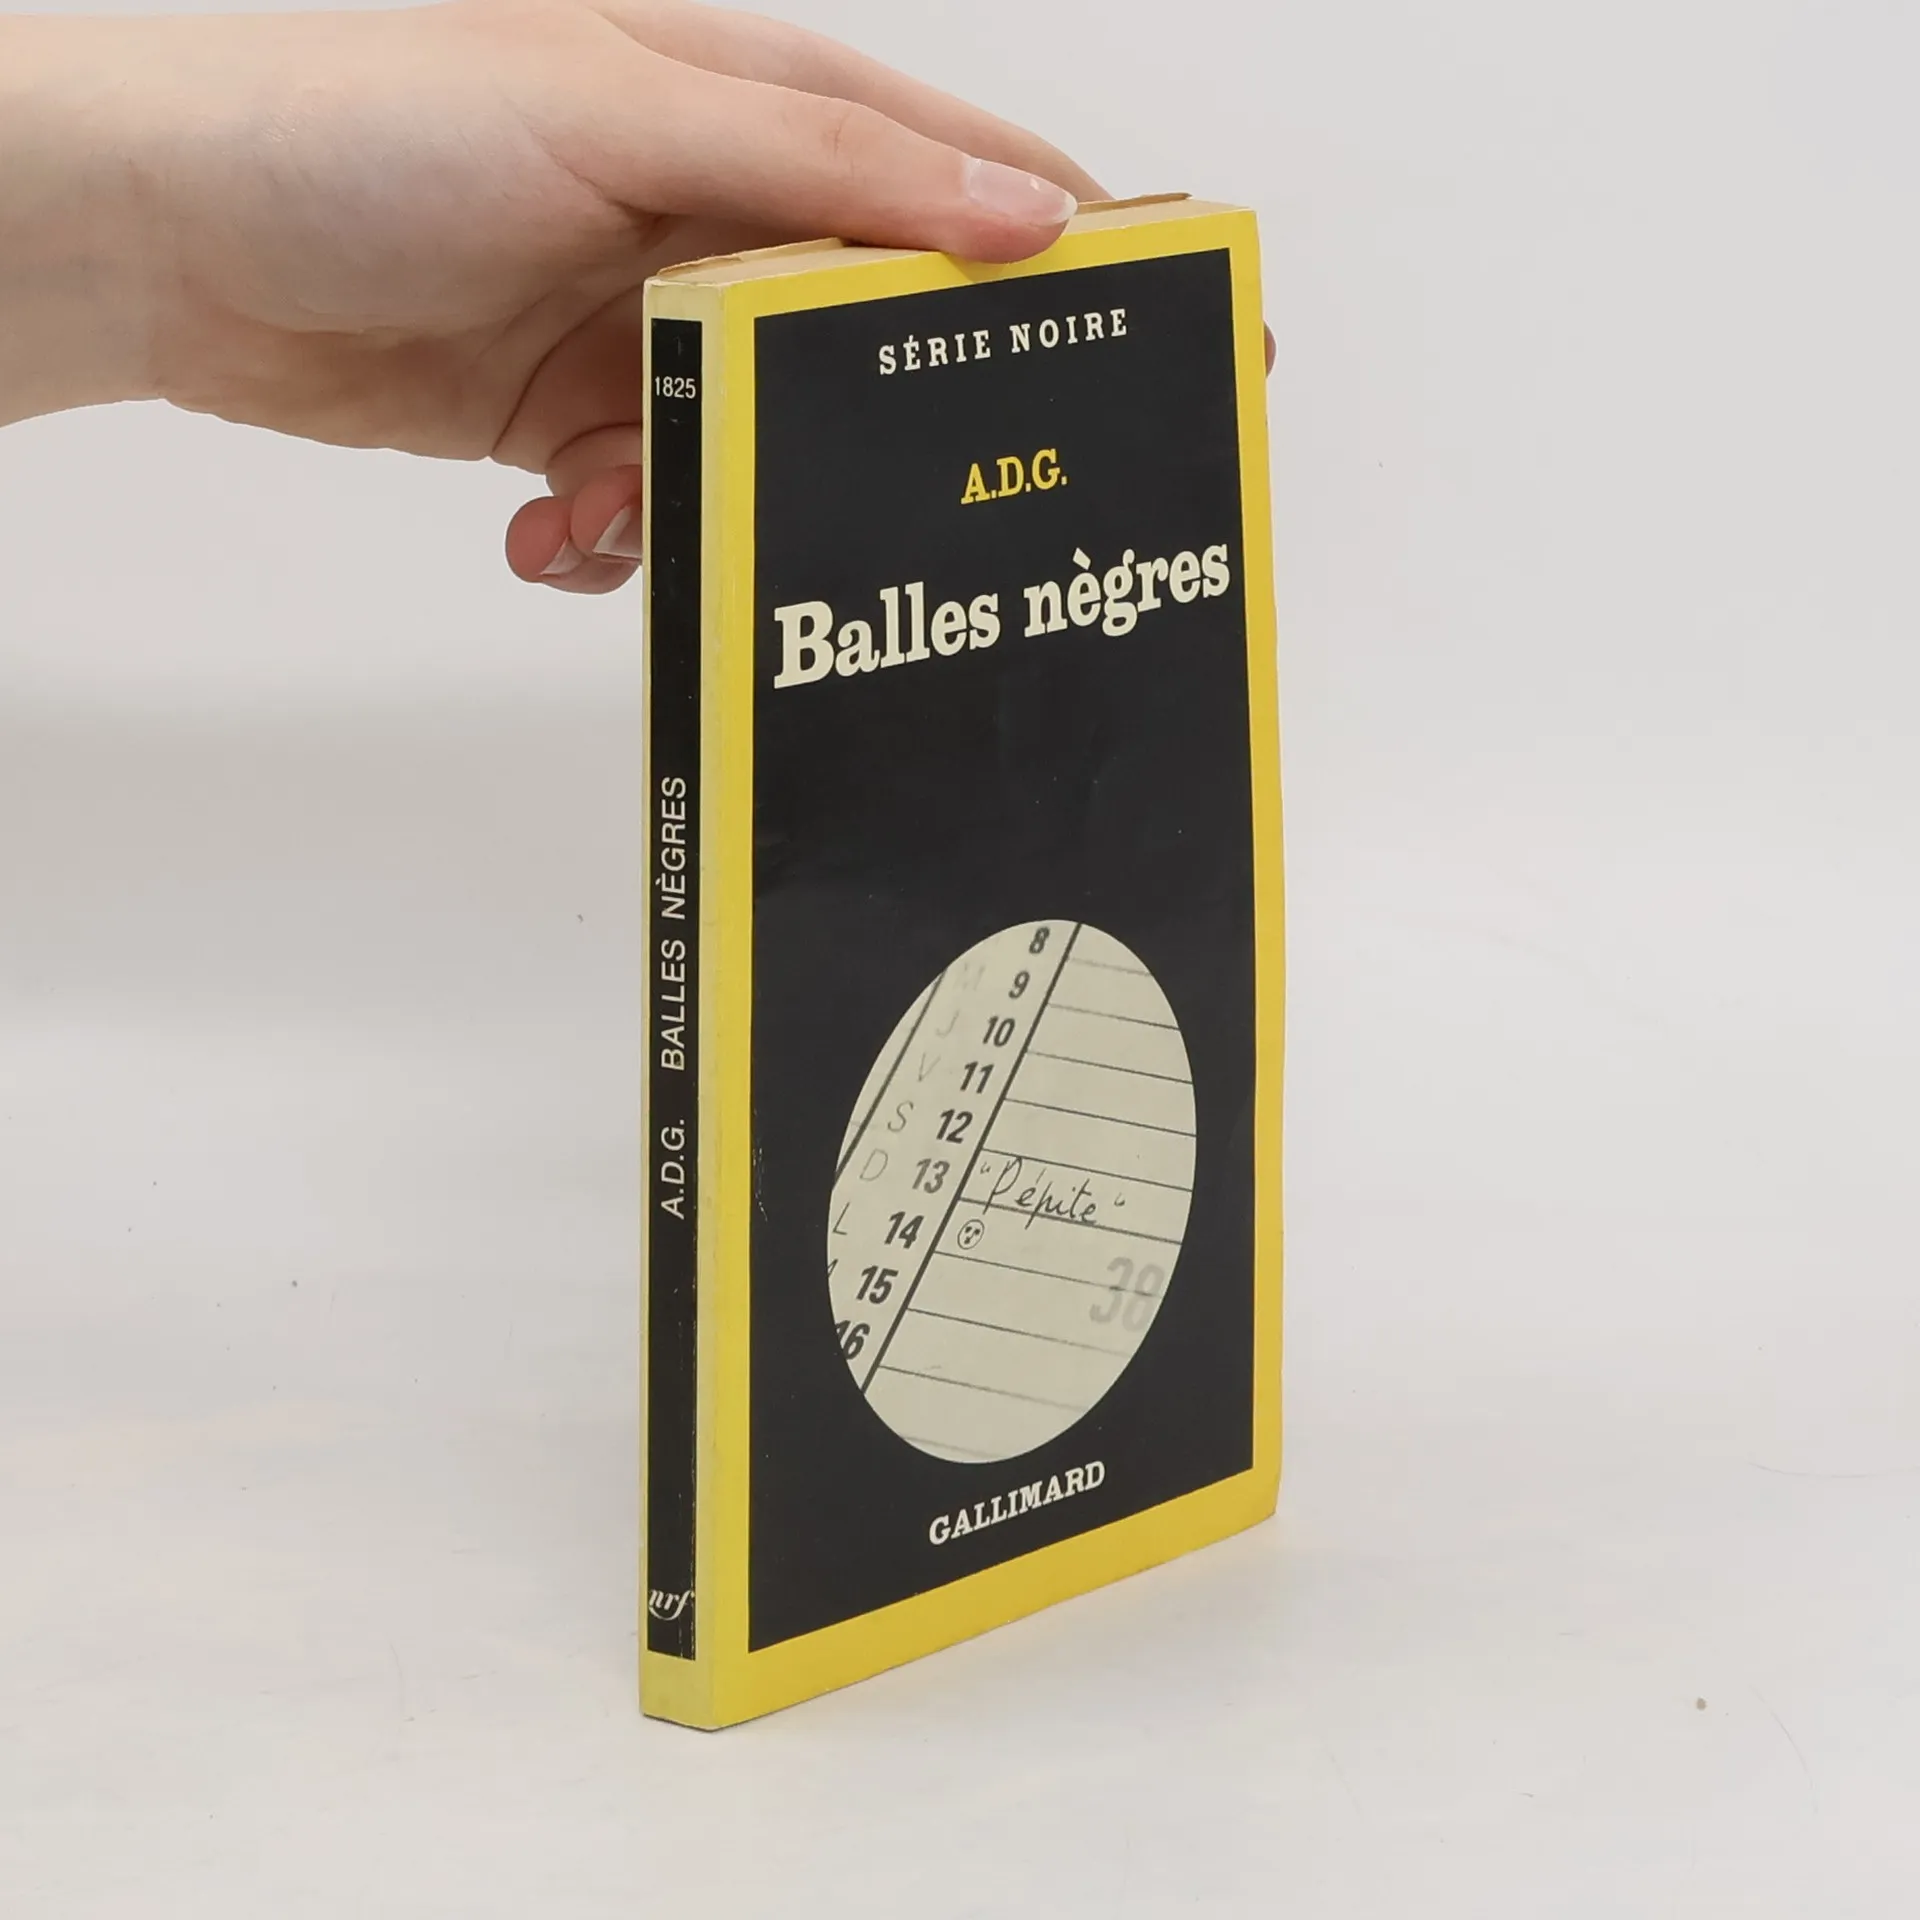 1825
A.D.G. BALLES NÈGRES
nrf
SÉRIE NOIRE
A.D.G.
Balles nègres
8
M 9
J 10
V 11
S 12
D 13 "Pépite"
L 14
15
16
38
GALLIMARD